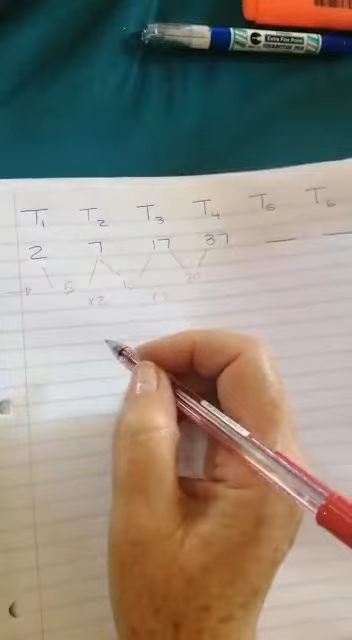 Extra Fine Point
T₁ T₂ T₃ T₄ T₅ T₆
2 7 17 37
5 10 20
×2 ×2